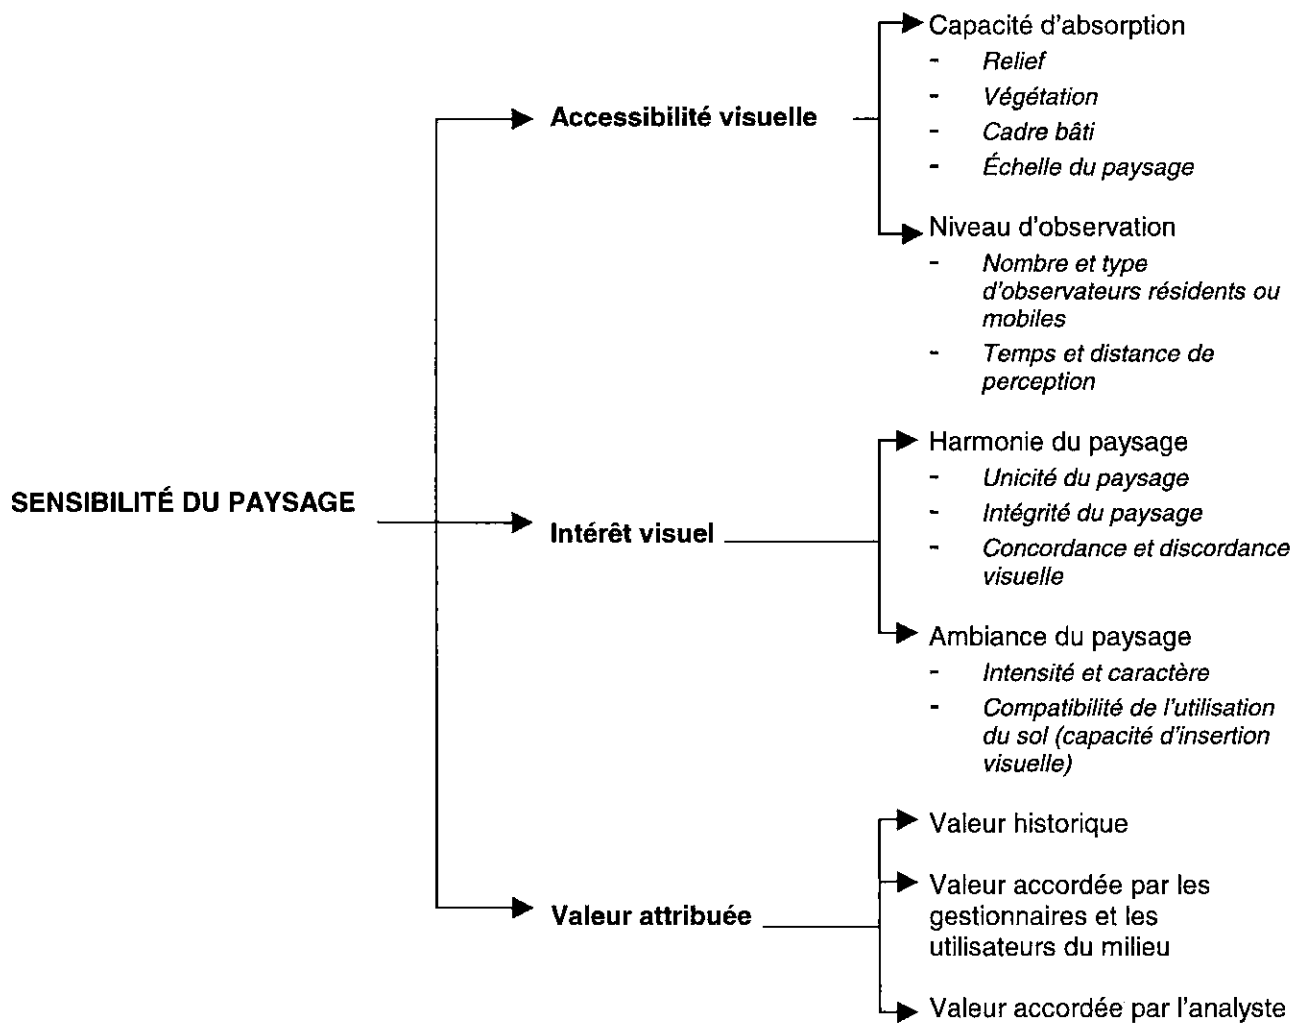 SENSIBILITÉ DU PAYSAGE
Accessibilité visuelle
Capacité d'absorption
- Relief
- Végétation
- Cadre bâti
- Échelle du paysage
Niveau d'observation
- Nombre et type
d'observateurs résidents ou
mobiles
- Temps et distance de
perception
Intérêt visuel
Harmonie du paysage
- Unicité du paysage
- Intégrité du paysage
- Concordance et discordance
visuelle
Ambiance du paysage
- Intensité et caractère
- Compatibilité de l'utilisation
du sol (capacité d'insertion
visuelle)
Valeur attribuée
Valeur historique
Valeur accordée par les
gestionnaires et les
utilisateurs du milieu
Valeur accordée par l'analyste